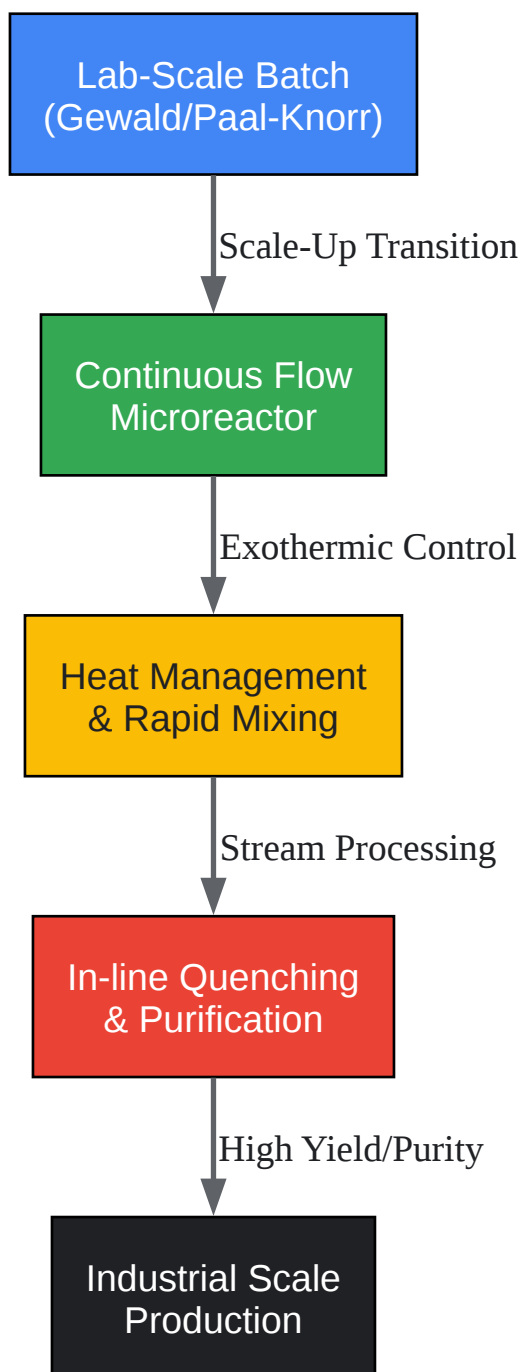 Lab-Scale Batch
(Gewald/Paal-Knorr)
Scale-Up Transition
Continuous Flow
Microreactor
Exothermic Control
Heat Management
& Rapid Mixing
Stream Processing
In-line Quenching
& Purification
High Yield/Purity
Industrial Scale
Production